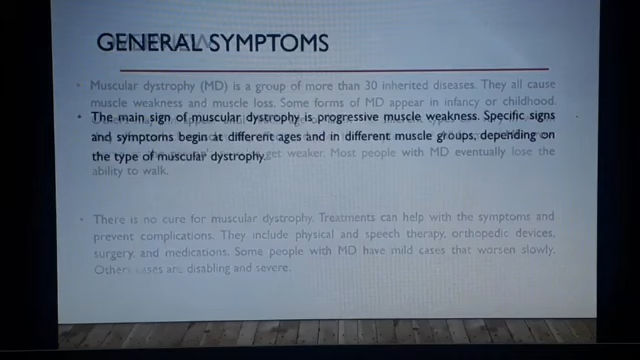 GENERAL SYMPTOMS
• Muscular dystrophy (MD) is a group of more than 30 inherited diseases. They all cause
muscle weakness and muscle loss. Some forms of MD appear in infancy or childhood.
• The main sign of muscular dystrophy is progressive muscle weakness. Specific signs
and symptoms begin at different ages and in different muscle groups, depending on
the type of muscular dystrophy.
get weaker. Most people with MD eventually lose the
ability to walk.
• There is no cure for muscular dystrophy. Treatments can help with the symptoms and
prevent complications. They include physical and speech therapy, orthopedic devices,
surgery, and medications. Some people with MD have mild cases that worsen slowly.
Other cases are disabling and severe.